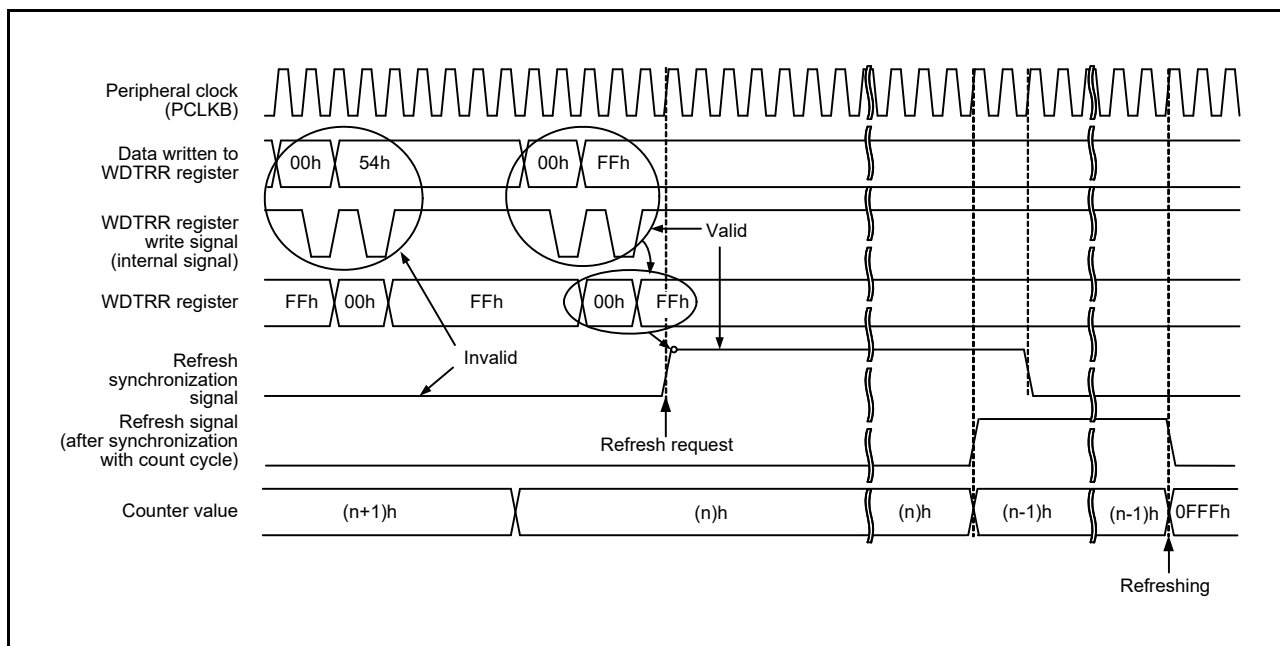 Peripheral clock
(PCLKB)
Data written to
WDTRR register
00h
54h
00h
FFh
WDTRR register
write signal
(internal signal)
Valid
WDTRR register
FFh
00h
FFh
00h
FFh
Invalid
Refresh
synchronization
signal
Refresh request
Refresh signal
(after synchronization
with count cycle)
Counter value
(n+1)h
(n)h
(n)h
(n-1)h
(n-1)h
0FFFh
Refreshing